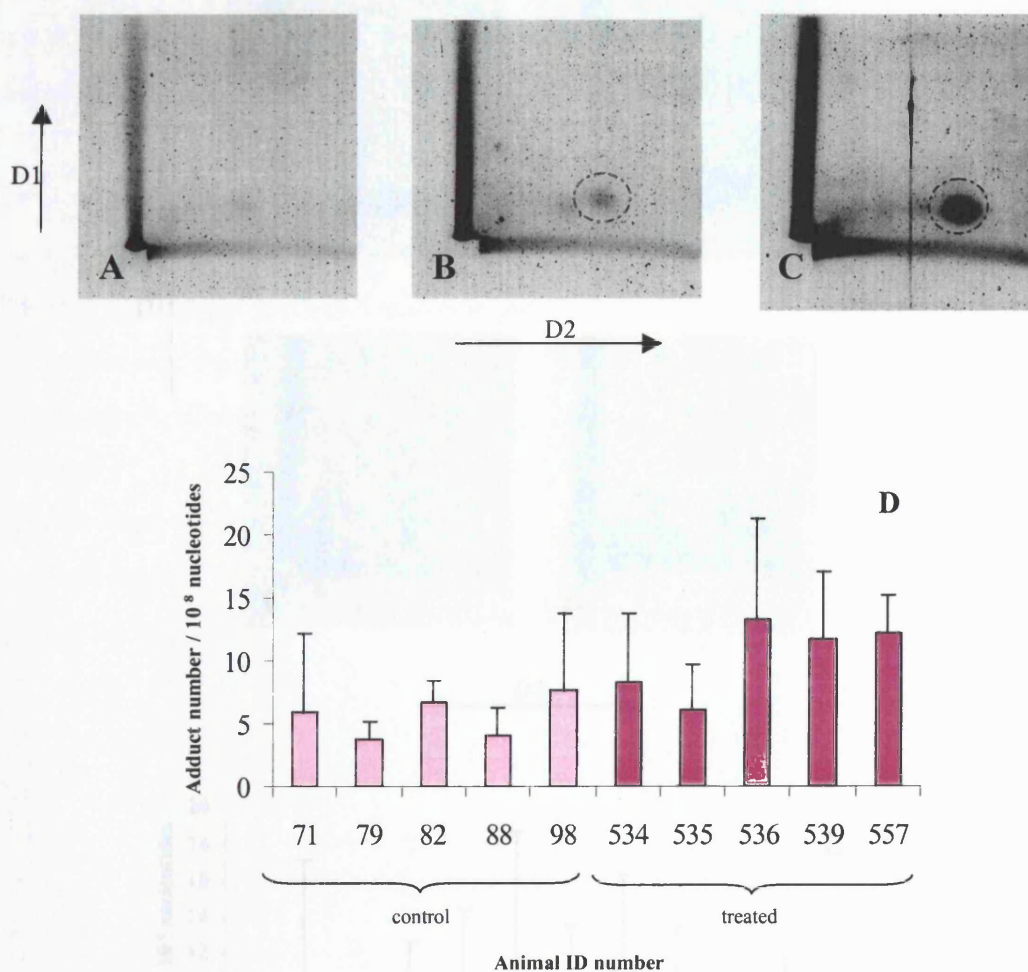 D1
A
B
C
D2
D
Adduct number / 10⁸ nucleotides
25
20
15
10
5
0
71 79 82 88 98 534 535 536 539 557
control treated
Animal ID number